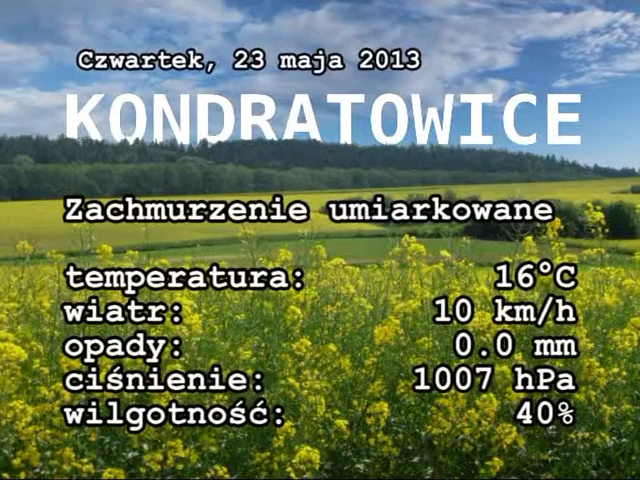 Czwartek, 23 maja 2013
KONDRATOWICE
Zachmurzenie umiarkowane
temperatura: 16°C
wiatr: 10 km/h
opady: 0.0 mm
ciśnienie: 1007 hPa
wilgotność: 40%